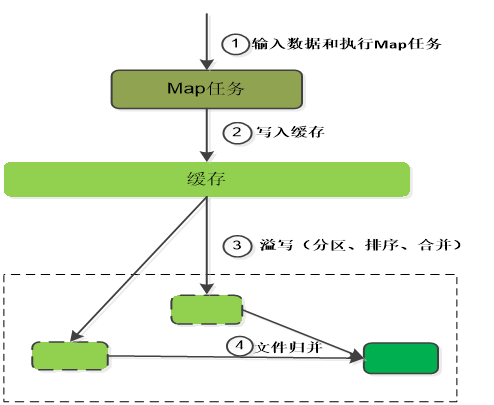 ① 输入数据和执行Map任务
Map任务
② 写入缓存
缓存
③ 溢写（分区、排序、合并）
④ 文件归并